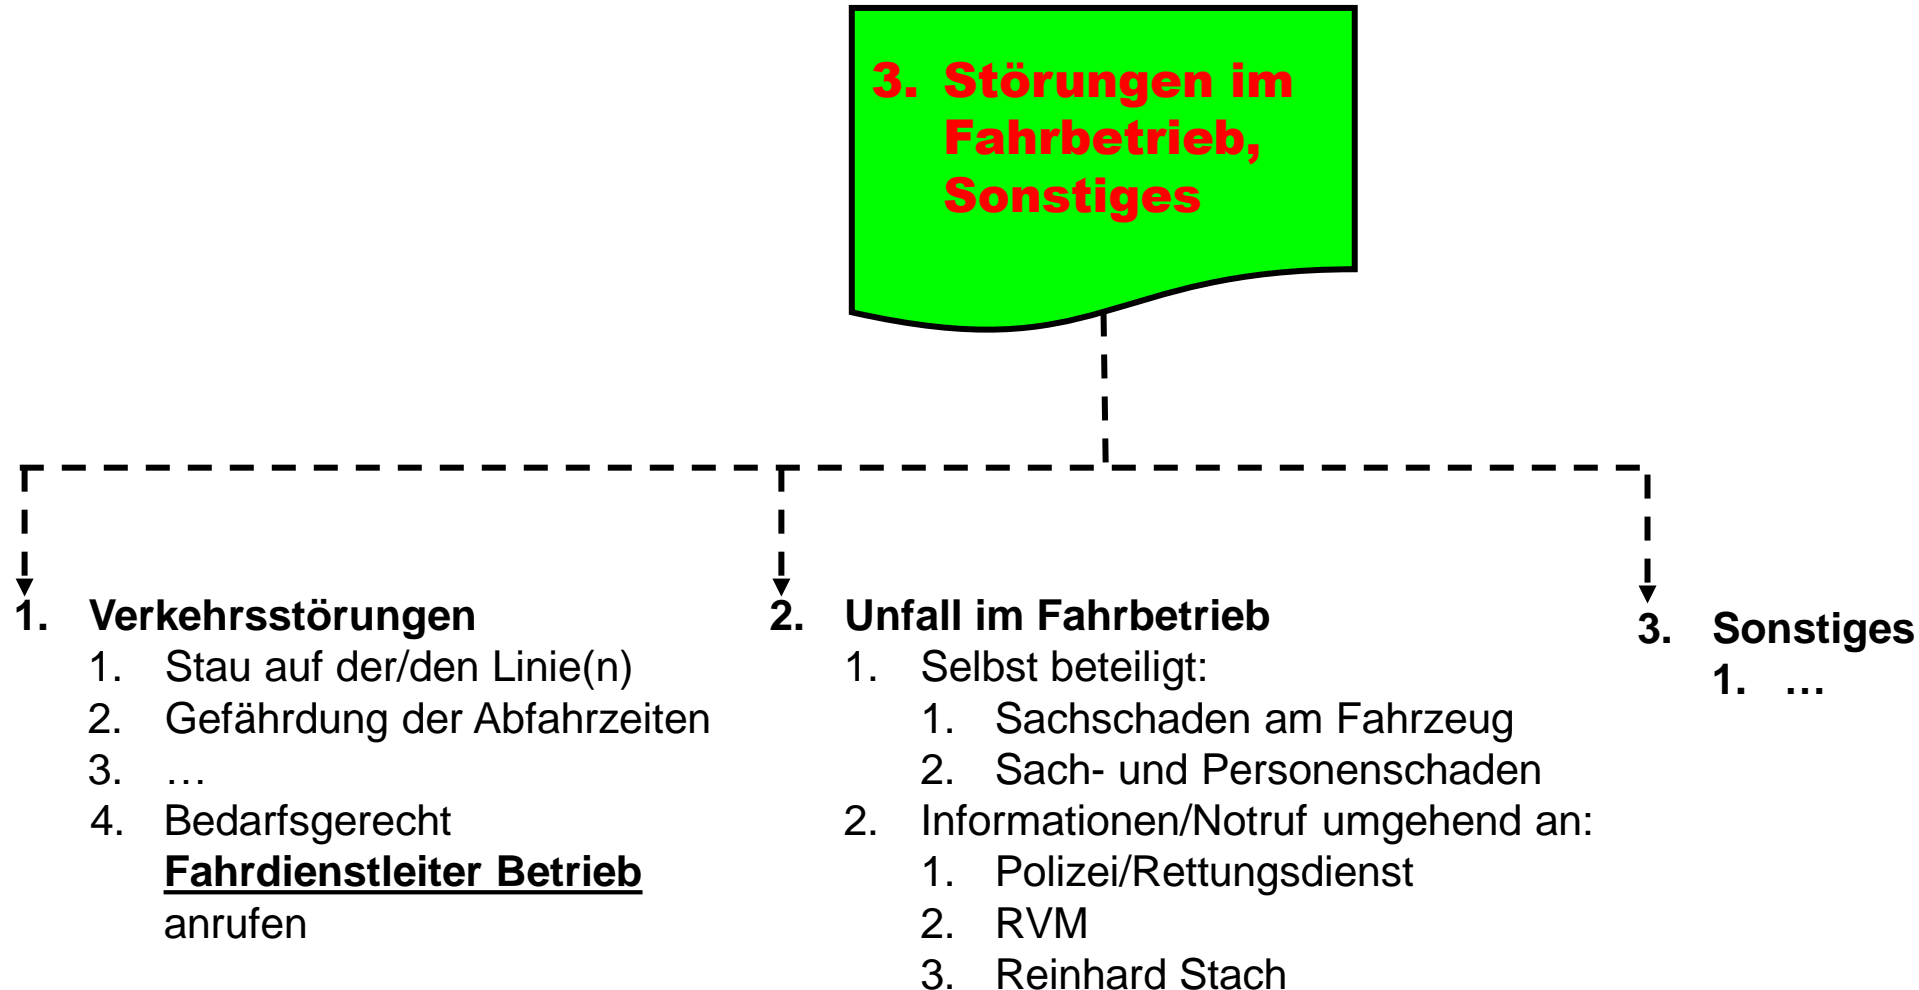 3. Störungen im
Fahrbetrieb,
Sonstiges
1. Verkehrsstörungen
1. Stau auf der/den Linie(n)
2. Gefährdung der Abfahrzeiten
3. …
4. Bedarfsgerecht
Fahrdienstleiter Betrieb
anrufen
2. Unfall im Fahrbetrieb
1. Selbst beteiligt:
1. Sachschaden am Fahrzeug
2. Sach- und Personenschaden
2. Informationen/Notruf umgehend an:
1. Polizei/Rettungsdienst
2. RVM
3. Reinhard Stach
3. Sonstiges
1. …